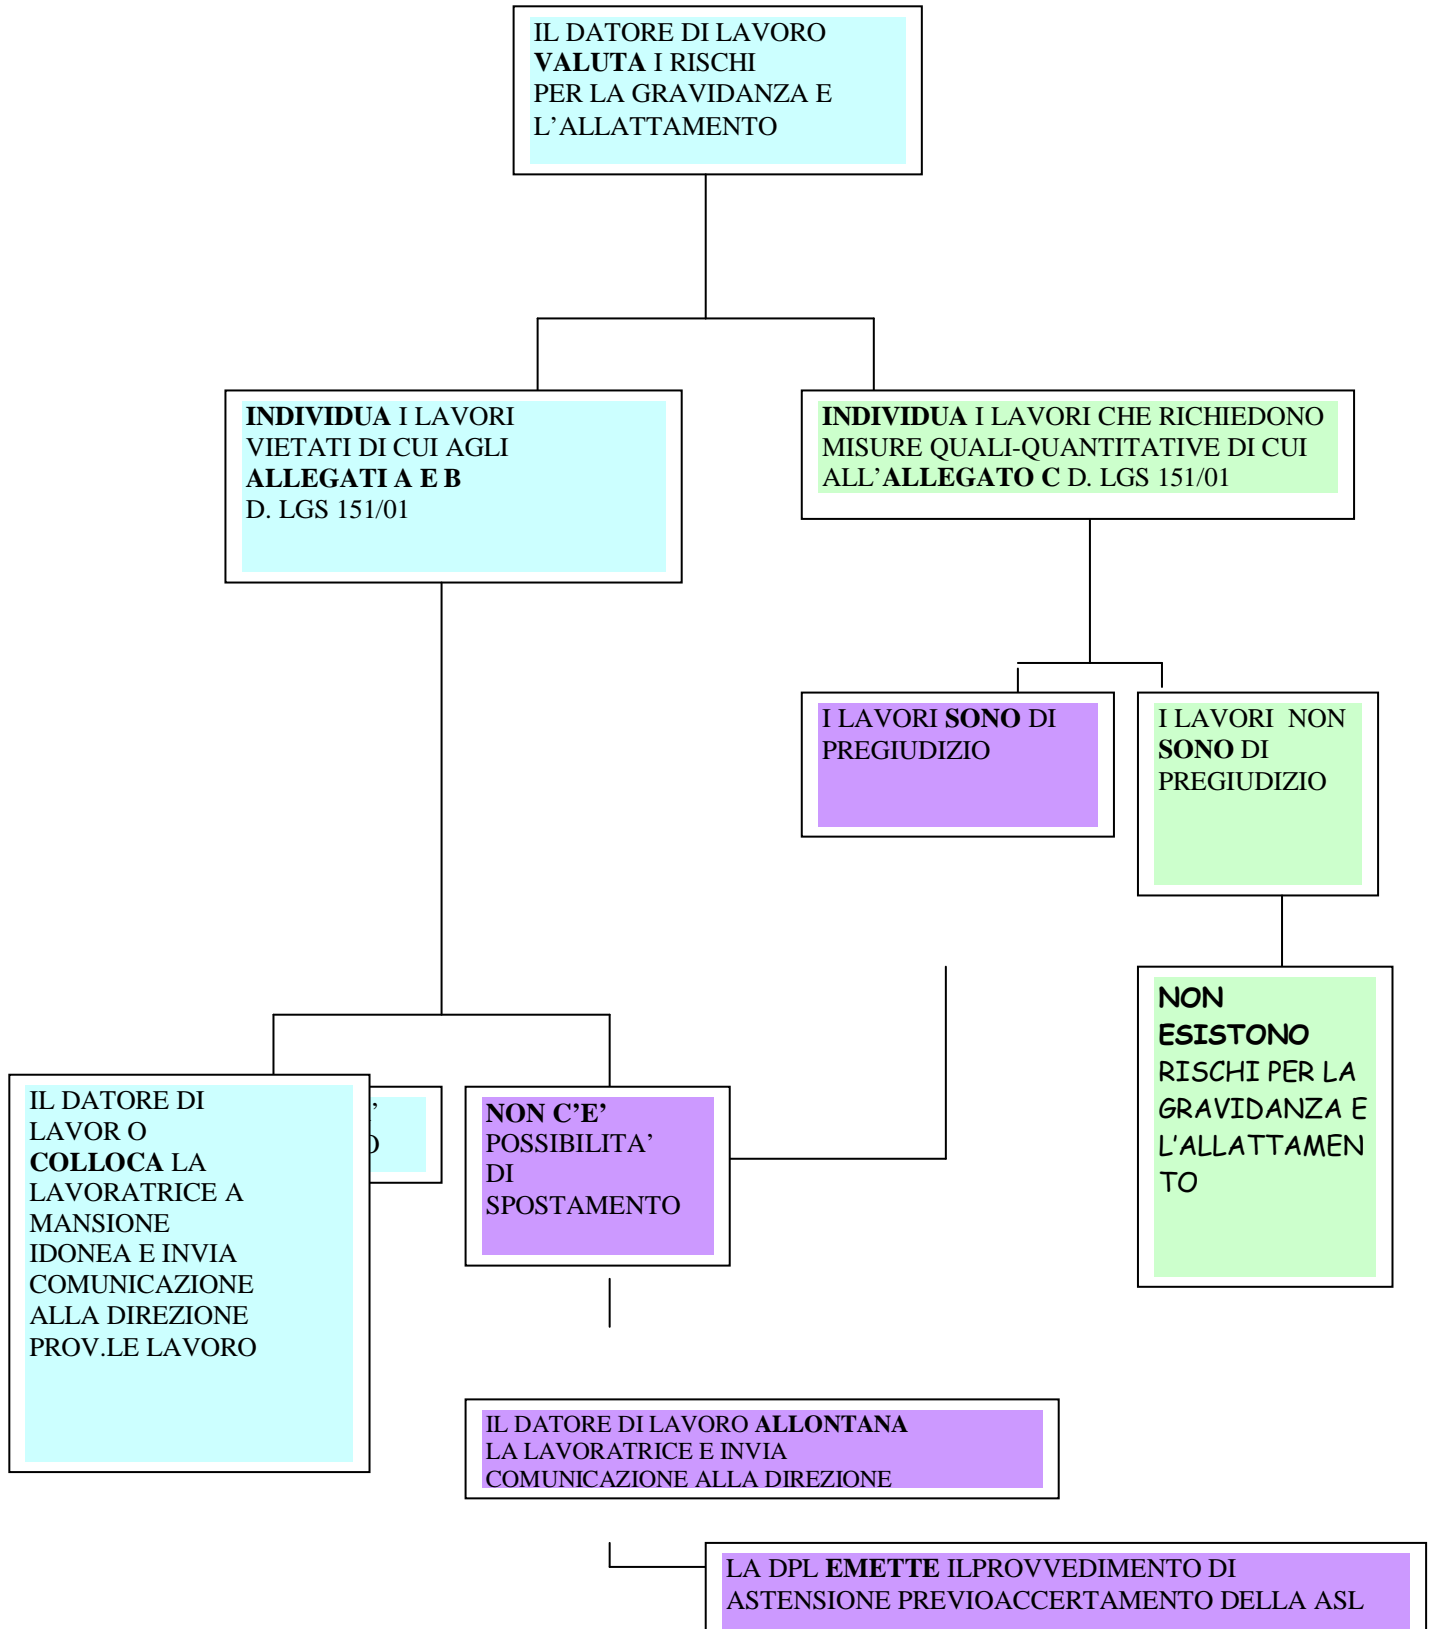 IL DATORE DI LAVORO
VALUTA I RISCHI
PER LA GRAVIDANZA E
L’ALLATTAMENTO
INDIVIDUA I LAVORI
VIETATI DI CUI AGLI
ALLEGATI A E B
D. LGS 151/01
INDIVIDUA I LAVORI CHE RICHIEDONO
MISURE QUALI-QUANTITATIVE DI CUI
ALL’ALLEGATO C D. LGS 151/01
I LAVORI SONO DI
PREGIUDIZIO
I LAVORI  NON
SONO DI
PREGIUDIZIO
NON
ESISTONO
RISCHI PER LA
GRAVIDANZA E
L’ALLATTAMEN
TO
IL DATORE DI
LAVOR O
COLLOCA LA
LAVORATRICE A
MANSIONE
IDONEA E INVIA
COMUNICAZIONE
ALLA DIREZIONE
PROV.LE LAVORO
NON C’E’
POSSIBILITA’
DI
SPOSTAMENTO
IL DATORE DI LAVORO ALLONTANA
LA LAVORATRICE E INVIA
COMUNICAZIONE ALLA DIREZIONE
LA DPL EMETTE ILPROVVEDIMENTO DI
ASTENSIONE PREVIOACCERTAMENTO DELLA ASL